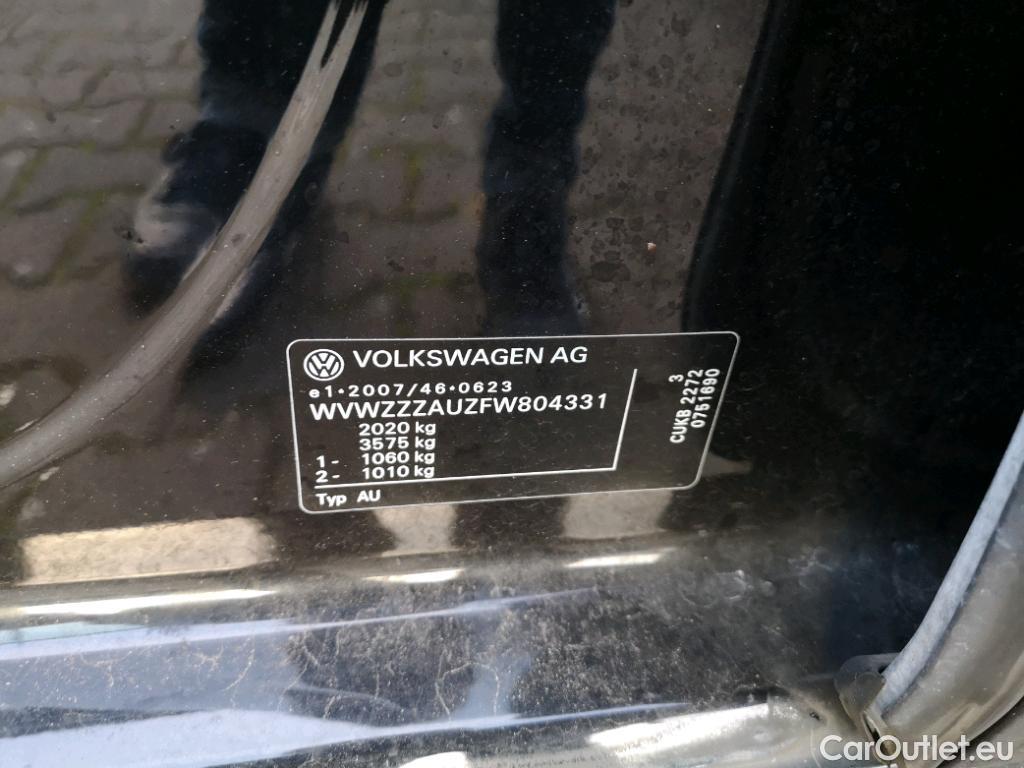 VOLKSWAGEN AG
e1*2007/46*0623
WVWZZZAUZFW804331
2020 kg
3575 kg
1- 1060 kg
2- 1010 kg
Typ AU
3
CUKB 2272
0751690
CarOutlet.eu